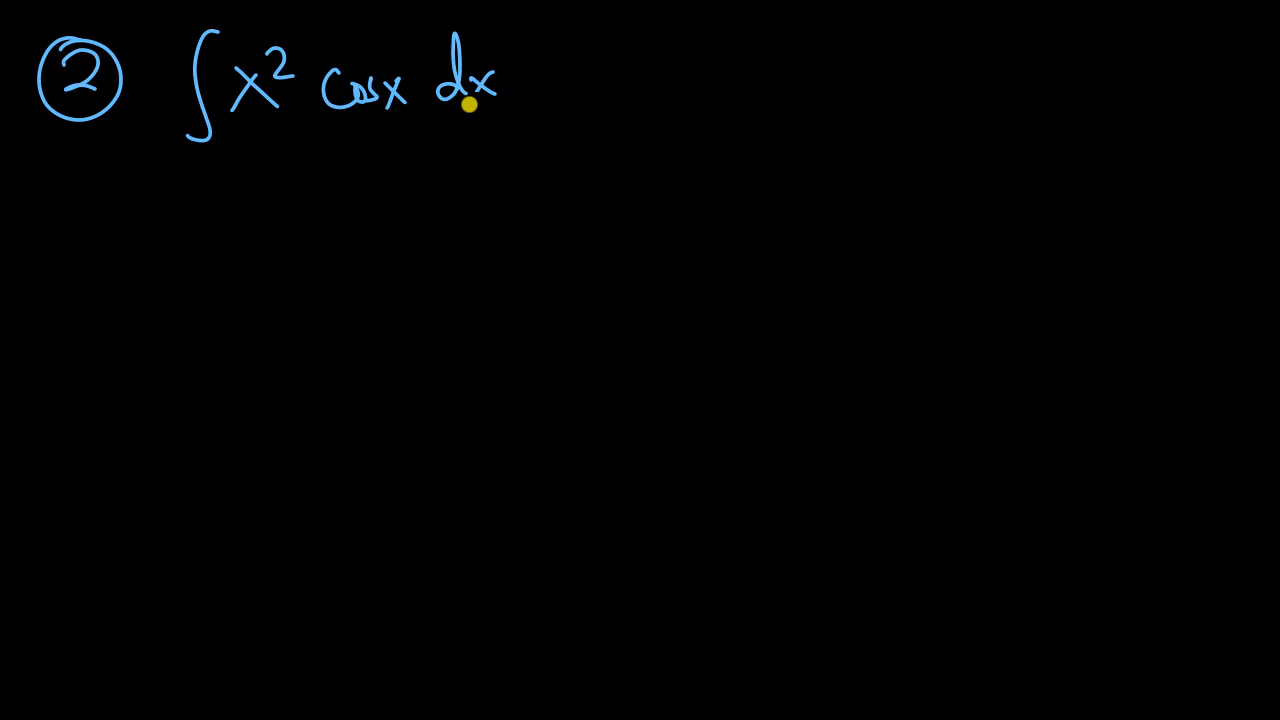 ② ∫ x² cosx dx